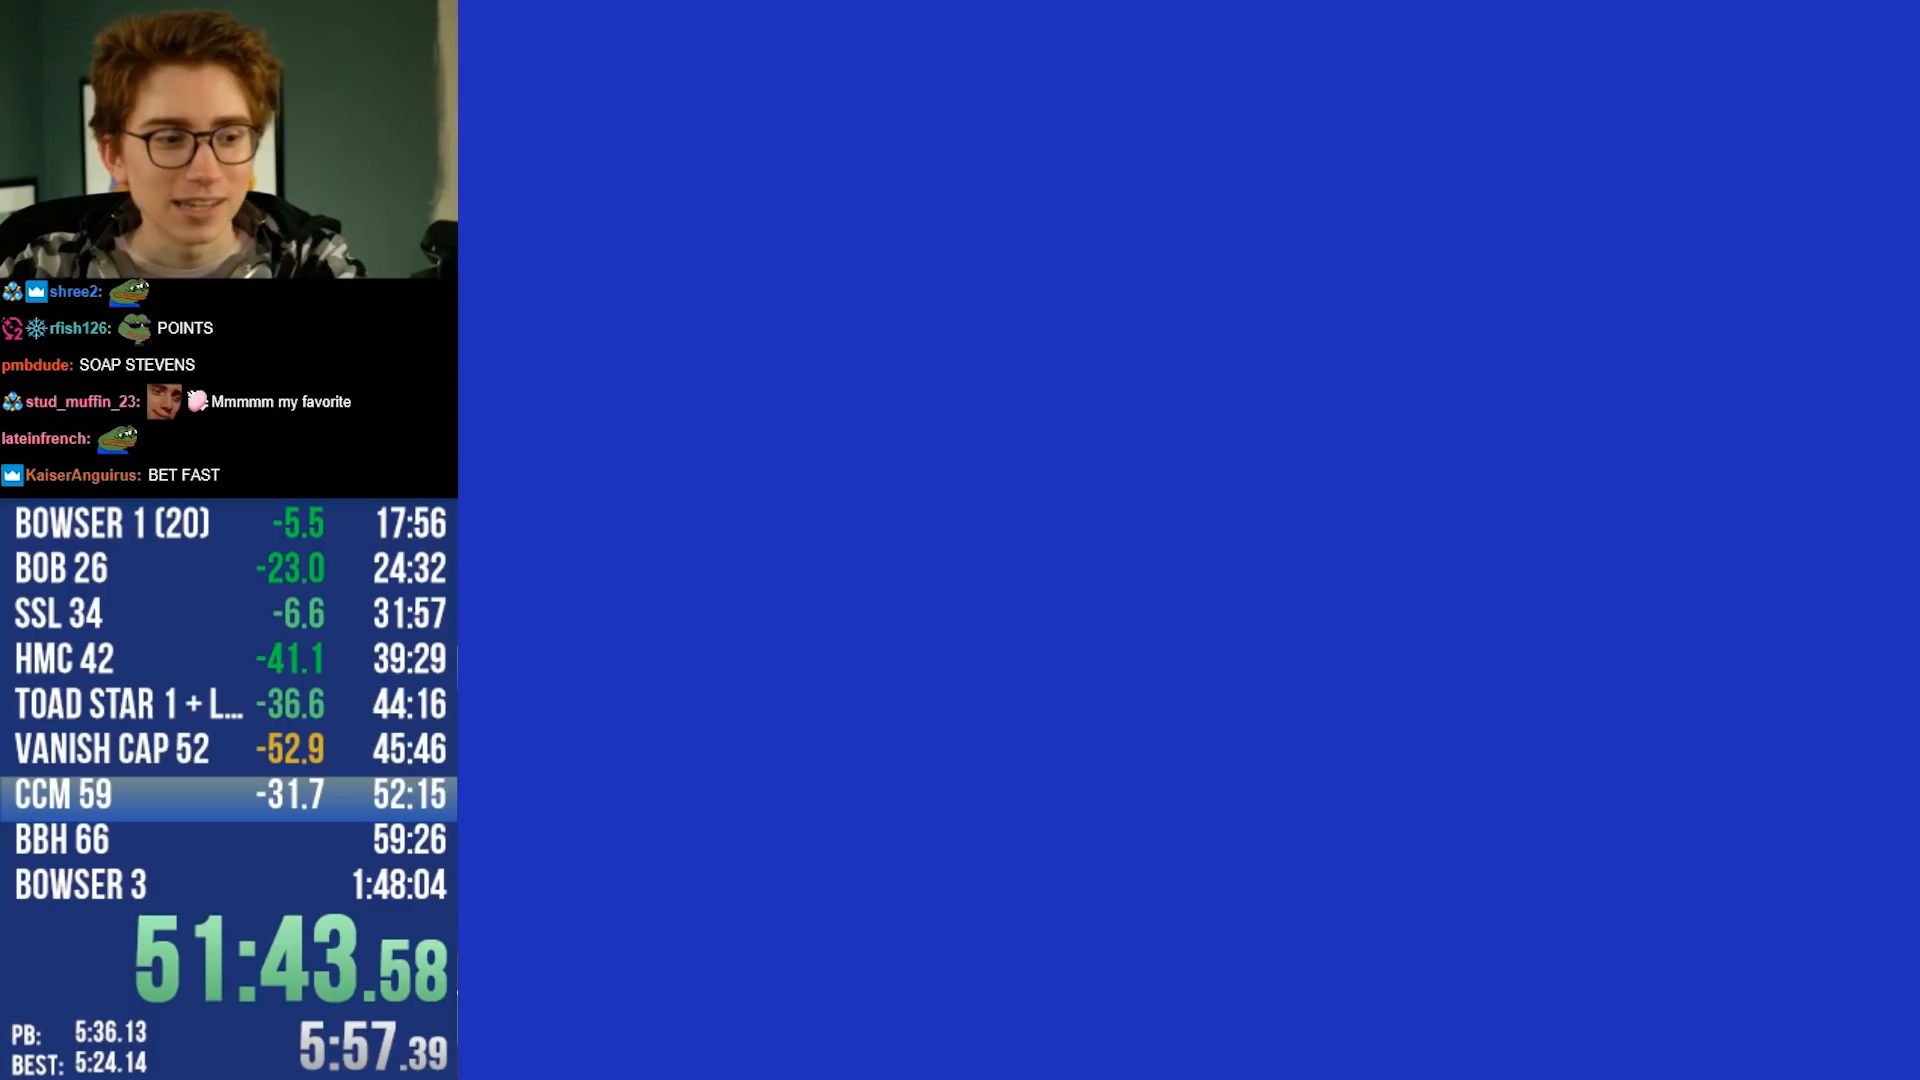 shree2:
rfish126: POINTS
pmbdude: SOAP STEVENS
stud_muffin_23: Mmmmm my favorite
lateinfrench:
KaiserAnguirus: BET FAST
BOWSER 1 (20) -5.5 17:56
BOB 26 -23.0 24:32
SSL 34 -6.6 31:57
HMC 42 -41.1 39:29
TOAD STAR 1 + L... -36.6 44:16
VANISH CAP 52 -52.9 45:46
CCM 59 -31.7 52:15
BBH 66 59:26
BOWSER 3 1:48:04
51:43.58
PB: 5:36.13
BEST: 5:24.14
5:57.39